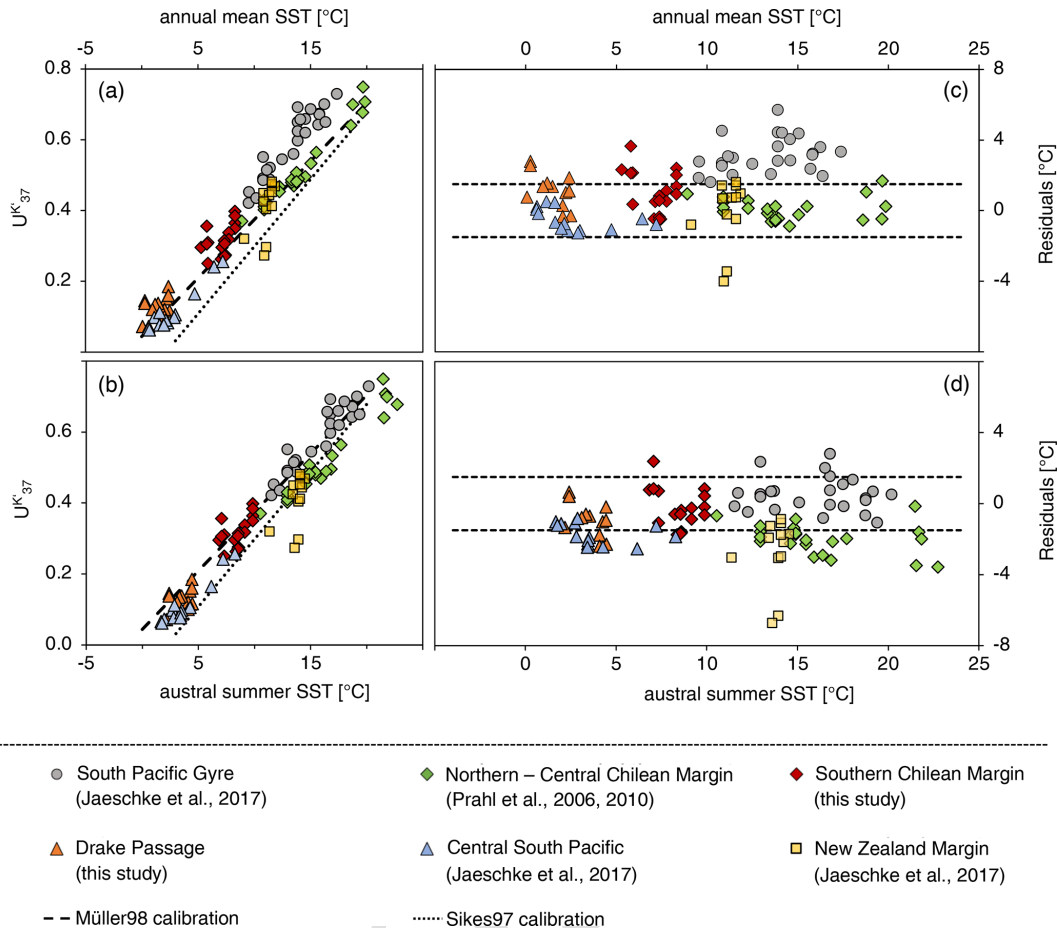 annual mean SST [°C]
annual mean SST [°C]
-5 5 15
0 5 10 15 20 25
0.8
0.6
0.4
0.2
UK'37
(a)
(c)
8
4
0
-4
Residuals [°C]
(b)
(d)
0.6
0.4
0.2
0.0
UK'37
4
0
-4
-8
Residuals [°C]
-5 5 15
0 5 10 15 20 25
austral summer SST [°C]
austral summer SST [°C]
South Pacific Gyre
(Jaeschke et al., 2017)
Northern – Central Chilean Margin
(Prahl et al., 2006, 2010)
Southern Chilean Margin
(this study)
Drake Passage
(this study)
Central South Pacific
(Jaeschke et al., 2017)
New Zealand Margin
(Jaeschke et al., 2017)
Müller98 calibration
Sikes97 calibration